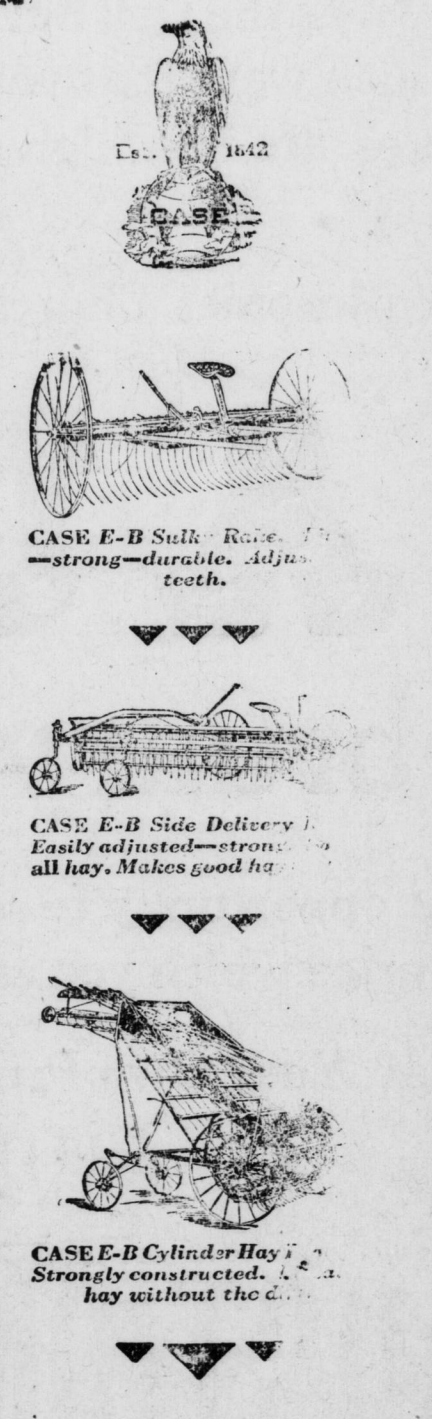 Est. 1842
CASE
CASE E-B Sulky Rake.
—strong—durable.
teeth.
CASE E-B Side Delivery
Easily adjusted—strong.
all hay. Makes good
CASE E-B Cylinder Hay
Strongly constructed.
hay without the